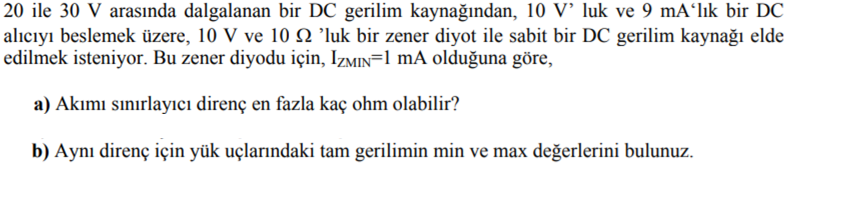 20 ile 30 V arasında dalgalanan bir DC gerilim kaynağından, 10 V’ luk ve 9 mA‘lık bir DC
alıcıyı beslemek üzere, 10 V ve 10 Ω ’luk bir zener diyot ile sabit bir DC gerilim kaynağı elde
edilmek isteniyor. Bu zener diyodu için, IZMIN=1 mA olduğuna göre,
a) Akımı sınırlayıcı direnç en fazla kaç ohm olabilir?
b) Aynı direnç için yük uçlarındaki tam gerilimin min ve max değerlerini bulunuz.